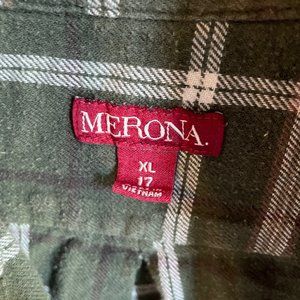 MERONA.
XL
17
VIETNAM